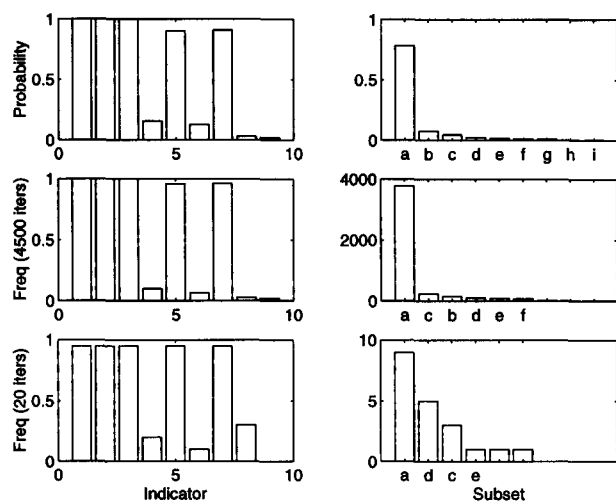 Probability
1
0.5
0
0 5 10
Indicator
1
0.5
0
a b c d e f g h i
Freq (4500 iters)
1
0.5
0
0 5 10
4000
2000
0
a c b d e f
Freq (20 iters)
1
0.5
0
0 5 10
Indicator
10
5
0
a d c e
Subset